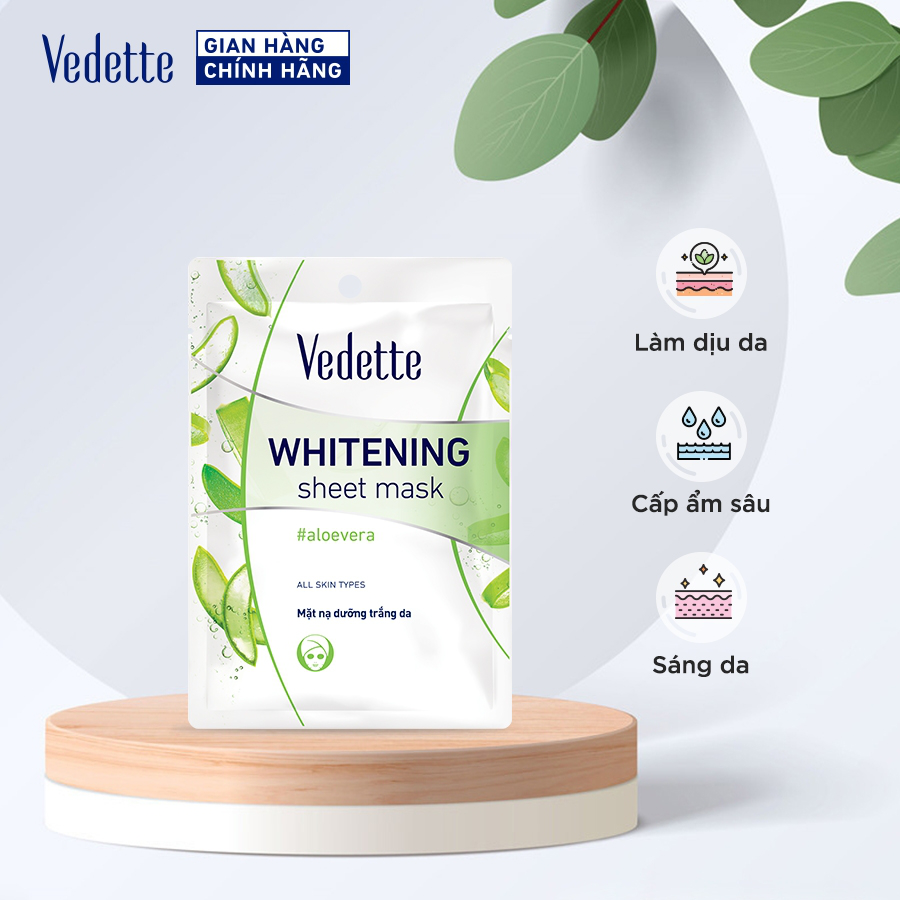 Vedette
GIAN HÀNG
CHÍNH HÃNG
Vedette
WHITENING
sheet mask
#aloevera
ALL SKIN TYPES
Mặt nạ dưỡng trắng da
Làm dịu da
Cấp ẩm sâu
Sáng da